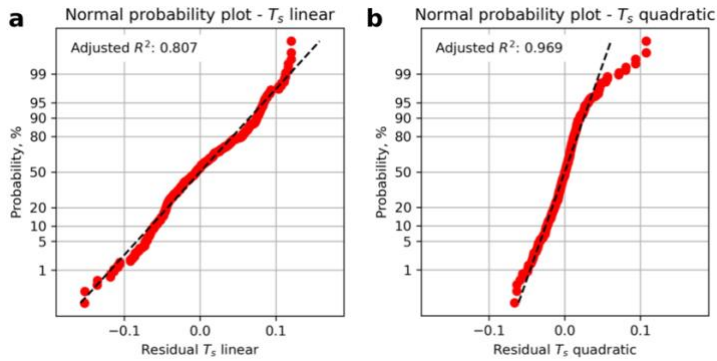 a
Normal probability plot - Ts linear
Adjusted R²: 0.807
Probability, %
99
95
90
80
50
20
10
5
1
−0.1
0.0
0.1
Residual Ts linear
b
Normal probability plot - Ts quadratic
Adjusted R²: 0.969
Probability, %
99
95
90
80
50
20
10
5
1
−0.1
0.0
0.1
Residual Ts quadratic